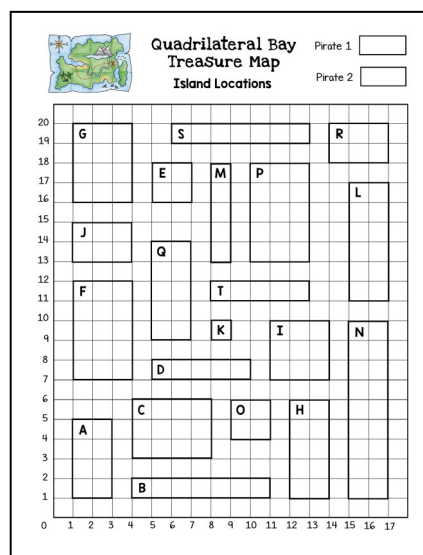 Quadrilateral Bay
Treasure Map
Island Locations
Pirate 1
Pirate 2
20
19
18
17
16
15
14
13
12
11
10
9
8
7
6
5
4
3
2
1
G S R
E M P
L
J
Q
F T
K I N
D
C O H
A
B
0 1 2 3 4 5 6 7 8 9 10 11 12 13 14 15 16 17